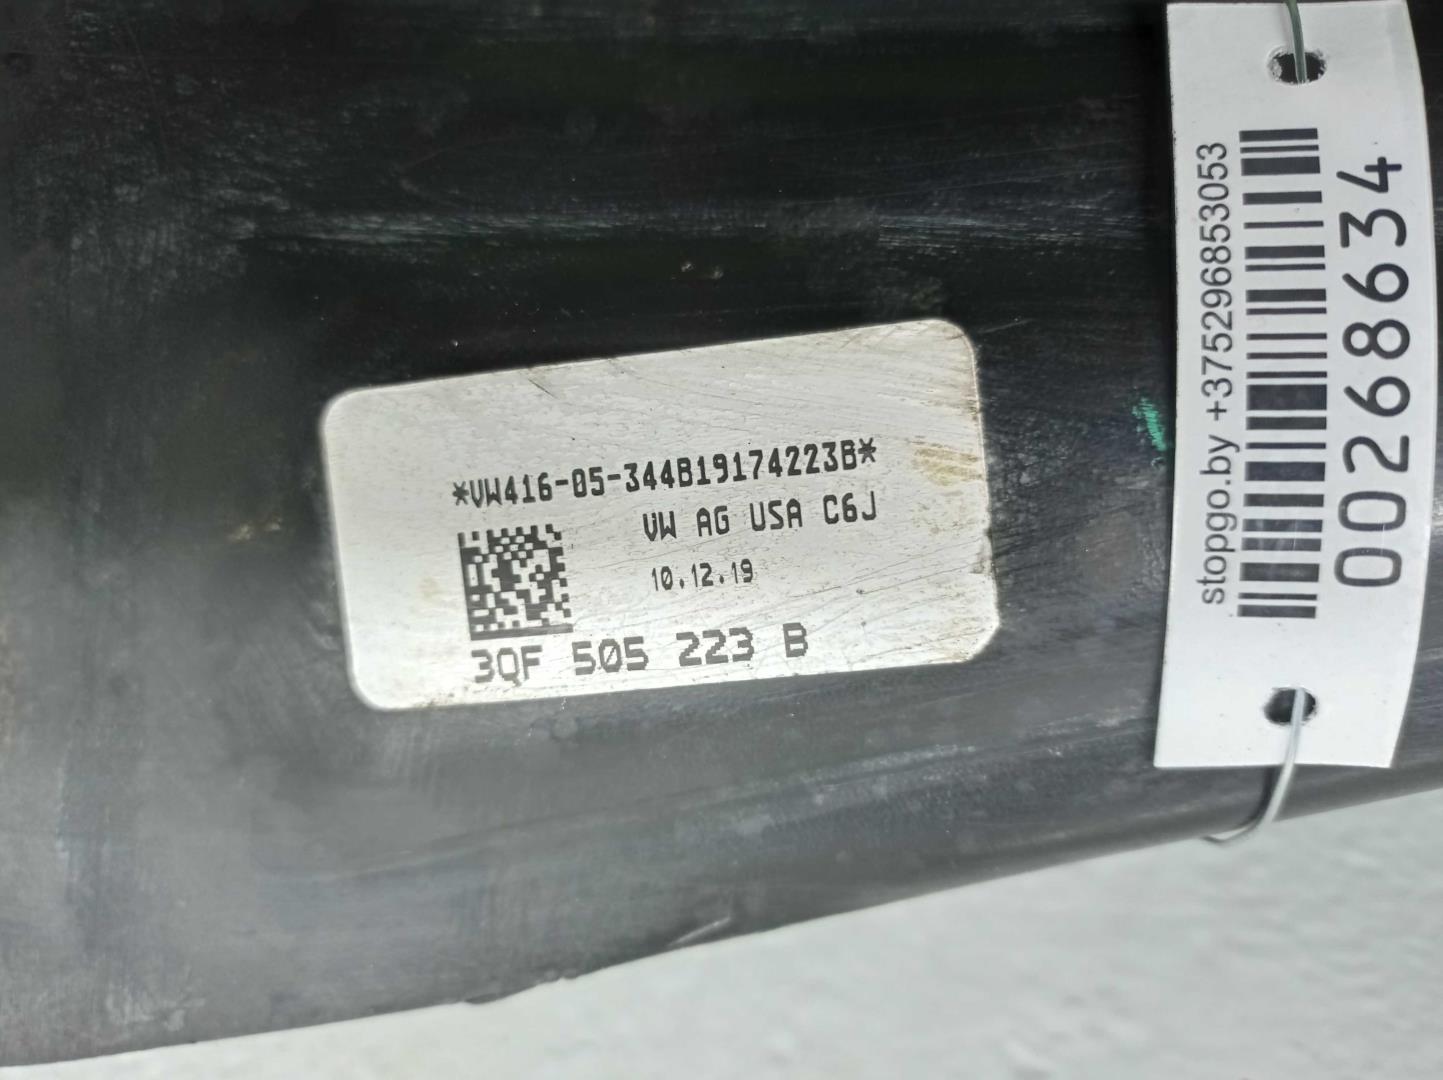 *VW416-05-344B19174223B*
VW AG USA C6J
10.12.19
3QF 505 223 B
stopgo.by +375296853053
00268634